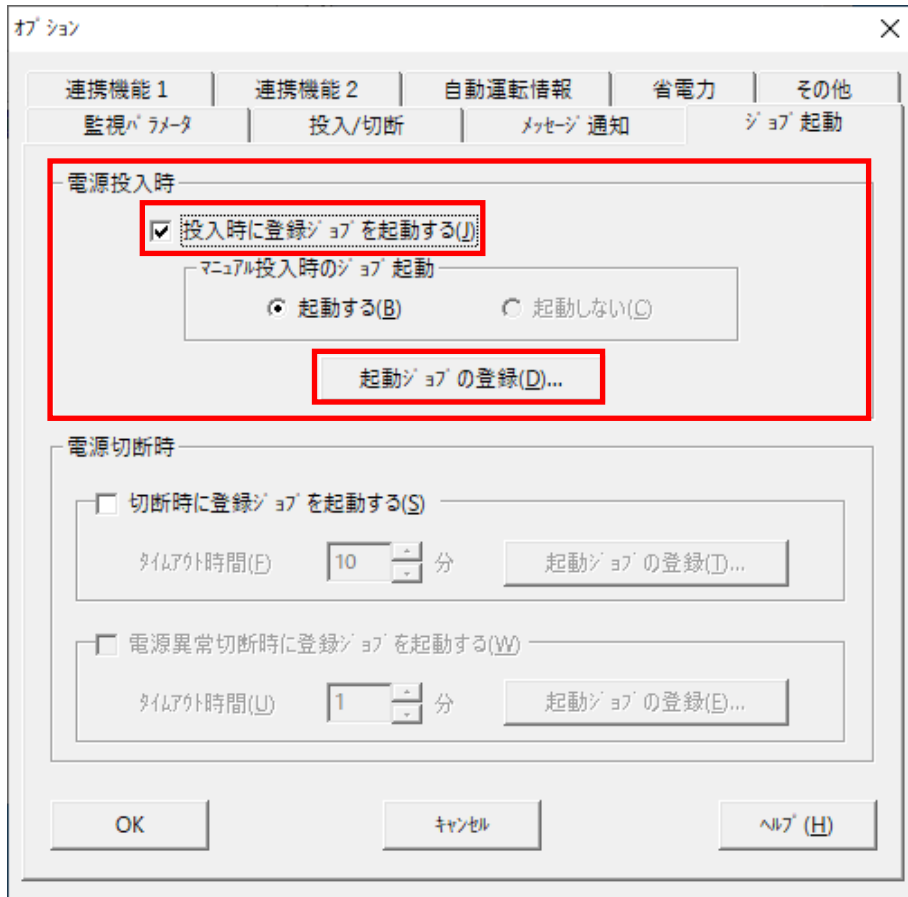 ｵﾌﾟｼｮﾝ
連携機能 1 連携機能 2 自動運転情報 省電力 その他
監視ﾊﾟﾗﾒｰﾀ 投入/切断 ﾒｯｾｰｼﾞ通知 ｼﾞｮﾌﾞ起動
電源投入時
投入時に登録ｼﾞｮﾌﾞを起動する(J)
ﾏﾆｭｱﾙ投入時のｼﾞｮﾌﾞ起動
起動する(B) 起動しない(C)
起動ｼﾞｮﾌﾞの登録(D)...
電源切断時
切断時に登録ｼﾞｮﾌﾞを起動する(S)
ﾀｲﾑｱｳﾄ時間(F) 10 分 起動ｼﾞｮﾌﾞの登録(T)...
電源異常切断時に登録ｼﾞｮﾌﾞを起動する(W)
ﾀｲﾑｱｳﾄ時間(U) 1 分 起動ｼﾞｮﾌﾞの登録(E)...
OK ｷｬﾝｾﾙ ﾍﾙﾌﾟ(H)